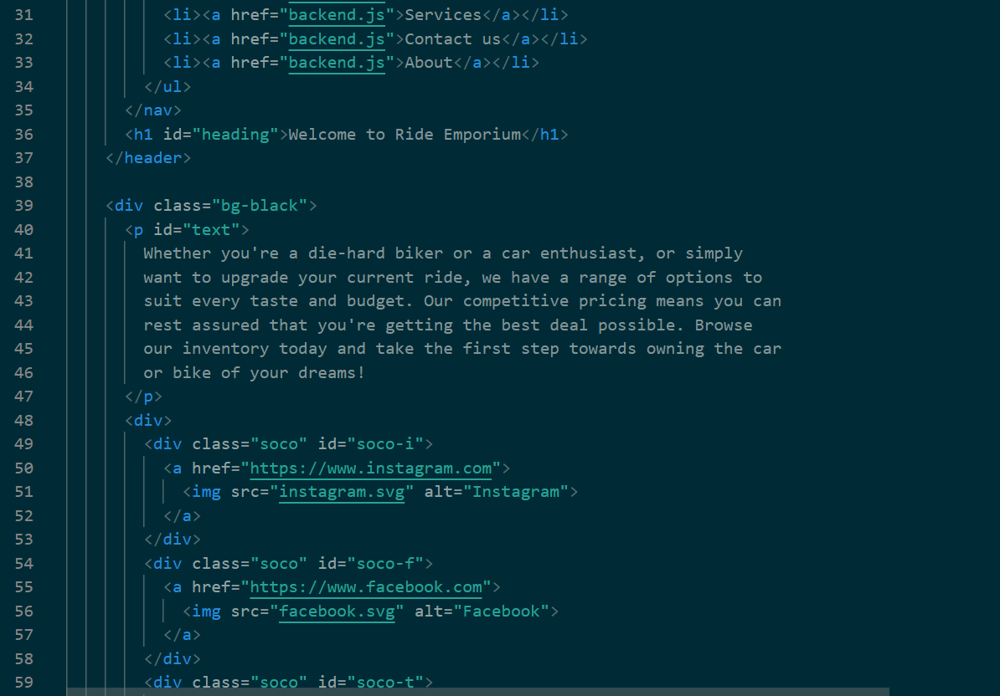 31 <li><a href="backend.js">Services</a></li>
32 <li><a href="backend.js">Contact us</a></li>
33 <li><a href="backend.js">About</a></li>
34 </ul>
35 </nav>
36 <h1 id="heading">Welcome to Ride Emporium</h1>
37 </header>
38
39 <div class="bg-black">
40 <p id="text">
41 Whether you're a die-hard biker or a car enthusiast, or simply
42 want to upgrade your current ride, we have a range of options to
43 suit every taste and budget. Our competitive pricing means you can
44 rest assured that you're getting the best deal possible. Browse
45 our inventory today and take the first step towards owning the car
46 or bike of your dreams!
47 </p>
48 <div>
49 <div class="soco" id="soco-i">
50 <a href="https://www.instagram.com">
51 <img src="instagram.svg" alt="Instagram">
52 </a>
53 </div>
54 <div class="soco" id="soco-f">
55 <a href="https://www.facebook.com">
56 <img src="facebook.svg" alt="Facebook">
57 </a>
58 </div>
59 <div class="soco" id="soco-t">